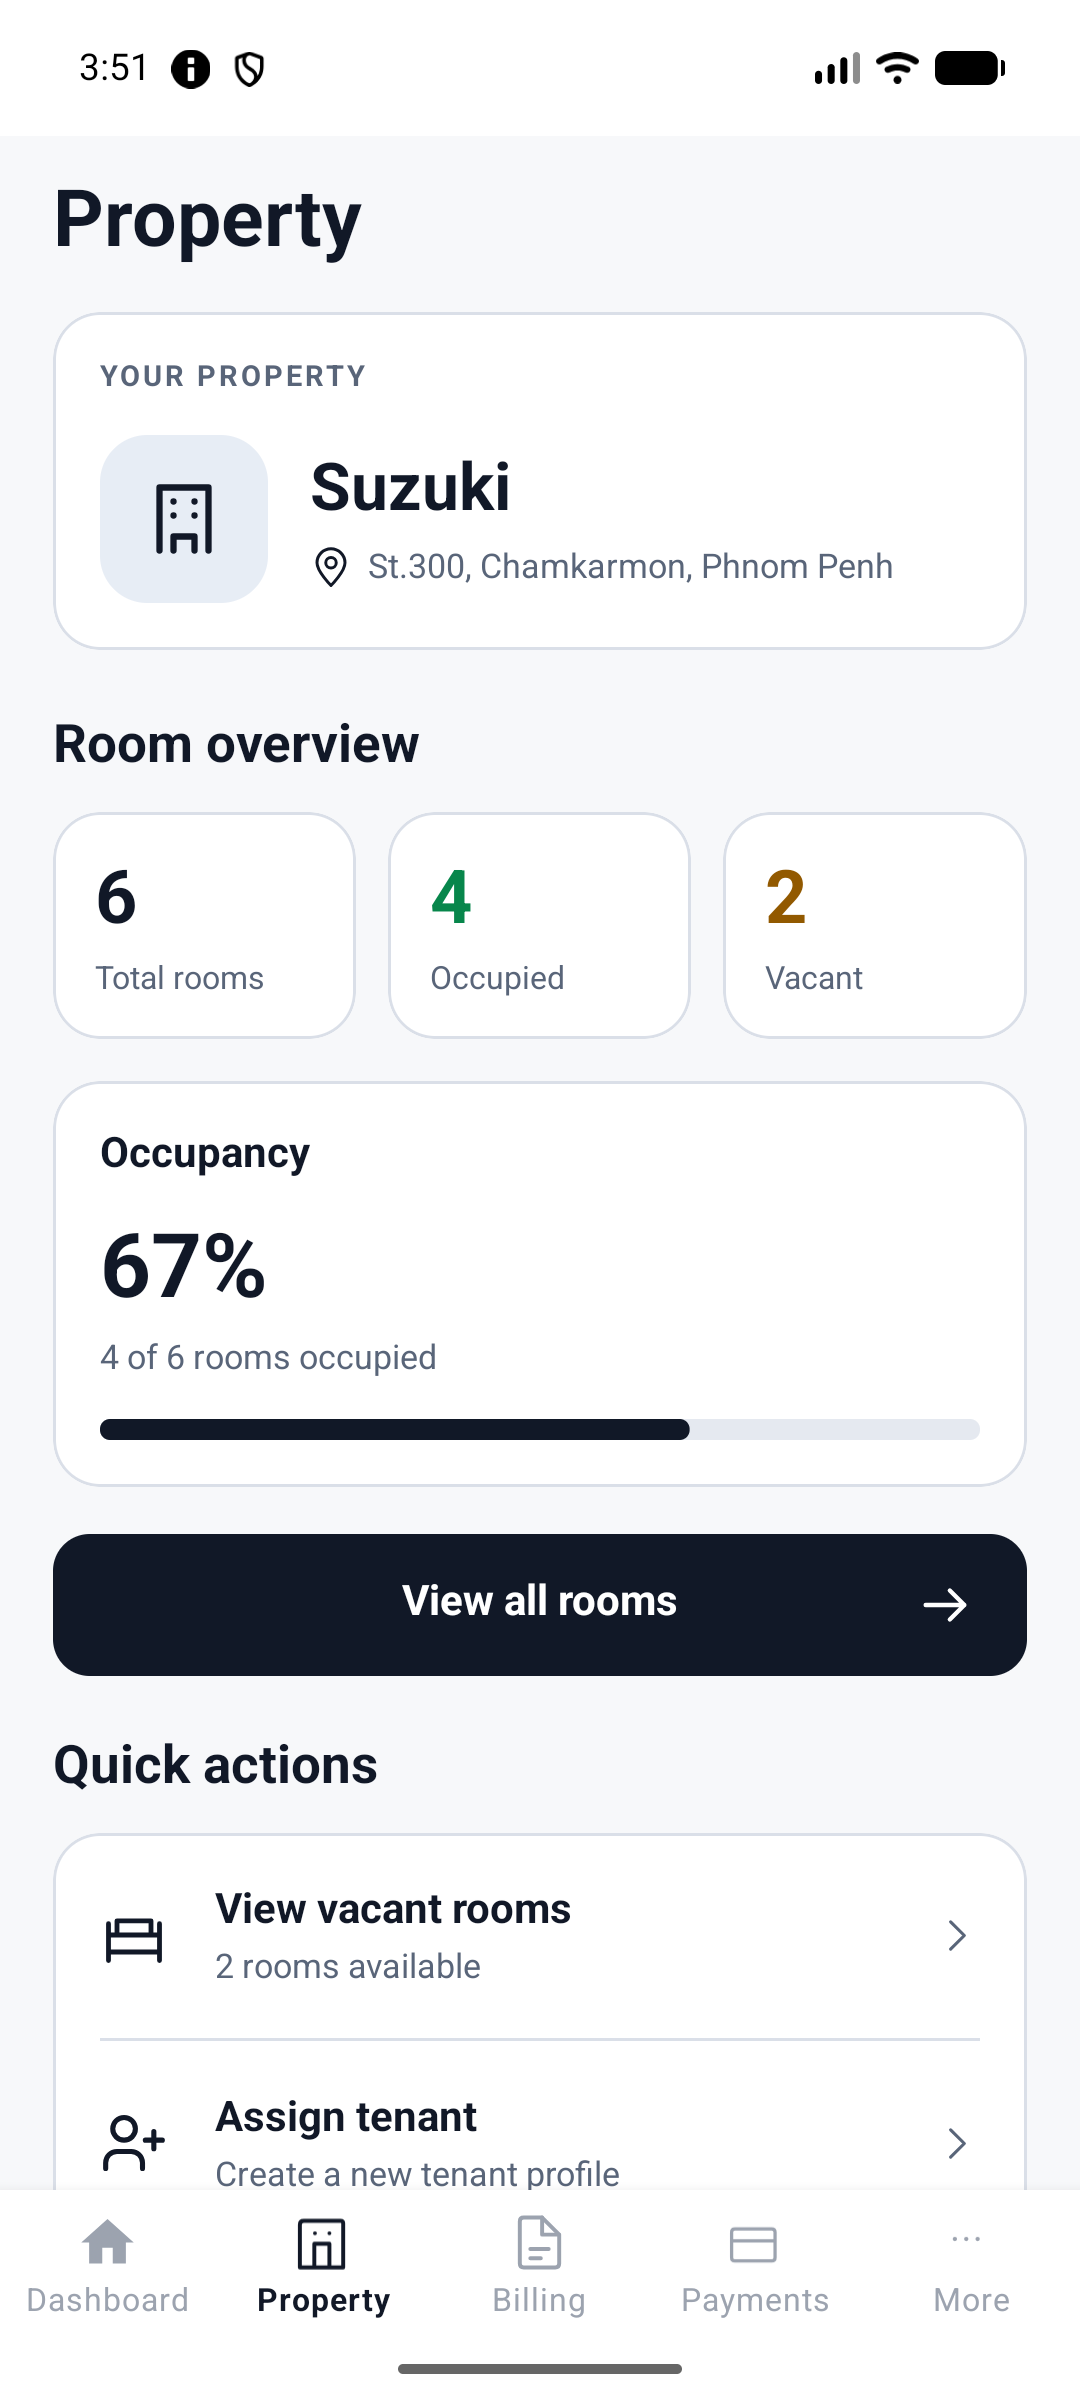 3:51
Property
YOUR PROPERTY
Suzuki
St.300, Chamkarmon, Phnom Penh
Room overview
6
Total rooms
4
Occupied
2
Vacant
Occupancy
67%
4 of 6 rooms occupied
View all rooms
Quick actions
View vacant rooms
2 rooms available
Assign tenant
Create a new tenant profile
Dashboard
Property
Billing
Payments
More